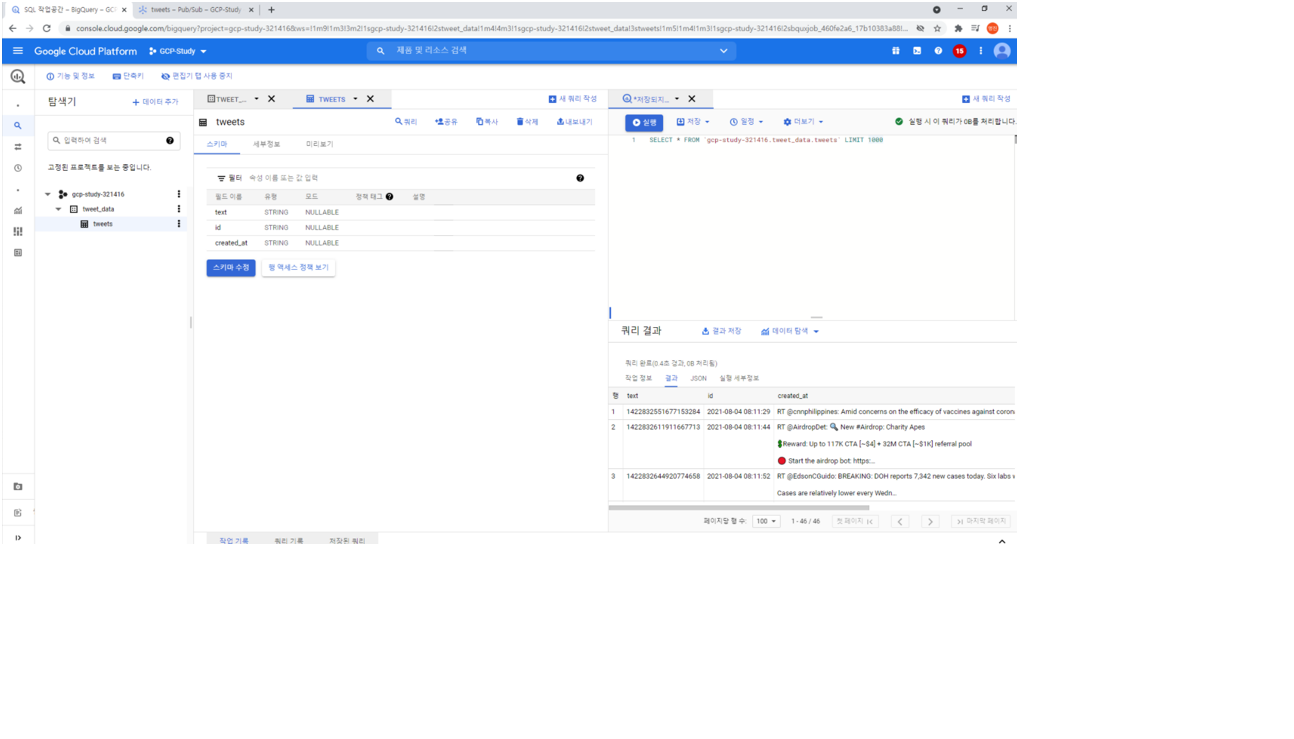 SQL 작업공간 – BigQuery – GCP
tweets – Pub/Sub – GCP-Study
console.cloud.google.com/bigquery?project=gcp-study-321416&ws=!1m9!1m3!3m2!1sgcp-study-321416!2stweet_data!1m4!4m3!1sgcp-study-321416!2stweet_data!3stweets!1m5!1m4!1m3!1sgcp-study-321416!2sbquxjob_460fe2a6_17b10383a88!...
Google Cloud Platform
GCP-Study
제품 및 리소스 검색
15
기능 및 정보
단축키
편집기 탭 사용 중지
탐색기
+ 데이터 추가
TWEET_...
TWEETS
새 쿼리 작성
*저장되지...
새 쿼리 작성
입력하여 검색
고정된 프로젝트를 보는 중입니다.
gcp-study-321416
tweet_data
tweets
tweets
쿼리
공유
복사
삭제
내보내기
스키마
세부정보
미리보기
필터 속성 이름 또는 값 입력
필드 이름 유형 모드 정책 태그 설명
text STRING NULLABLE
id STRING NULLABLE
created_at STRING NULLABLE
스키마 수정
행 액세스 정책 보기
실행
저장
일정
더보기
실행 시 이 쿼리가 0B를 처리합니다.
1 SELECT * FROM `gcp-study-321416.tweet_data.tweets` LIMIT 1000
쿼리 결과
결과 저장
데이터 탐색
쿼리 완료(0.4초 경과, 0B 처리됨)
작업 정보 결과 JSON 실행 세부정보
행 text id created_at
1 1422832551677153284 2021-08-04 08:11:29 RT @cnnphilippines: Amid concerns on the efficacy of vaccines against coron
2 1422832611911667713 2021-08-04 08:11:44 RT @AirdropDet: 🔍 New #Airdrop: Charity Apes
💲Reward: Up to 117K CTA [~$4] + 32M CTA [~$1K] referral pool
🔴 Start the airdrop bot: https:...
3 1422832644920774658 2021-08-04 08:11:52 RT @EdsonCGuido: BREAKING: DOH reports 7,342 new cases today. Six labs
Cases are relatively lower every Wedn...
페이지당 행 수: 100 1 - 46 / 46 첫 페이지 마지막 페이지
작업 기록 쿼리 기록 저장된 쿼리